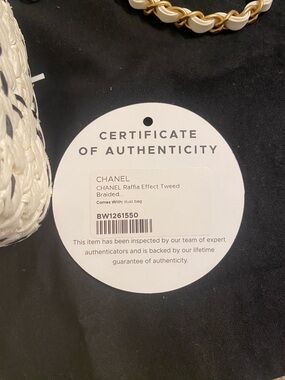 CERTIFICATE
OF AUTHENTICITY
CHANEL
CHANEL Raffia Effect Tweed
Braided...
Comes With: dust bag
BW1261550
This item has been inspected by our team of expert
authenticators and is backed by our lifetime
guarantee of authenticity.